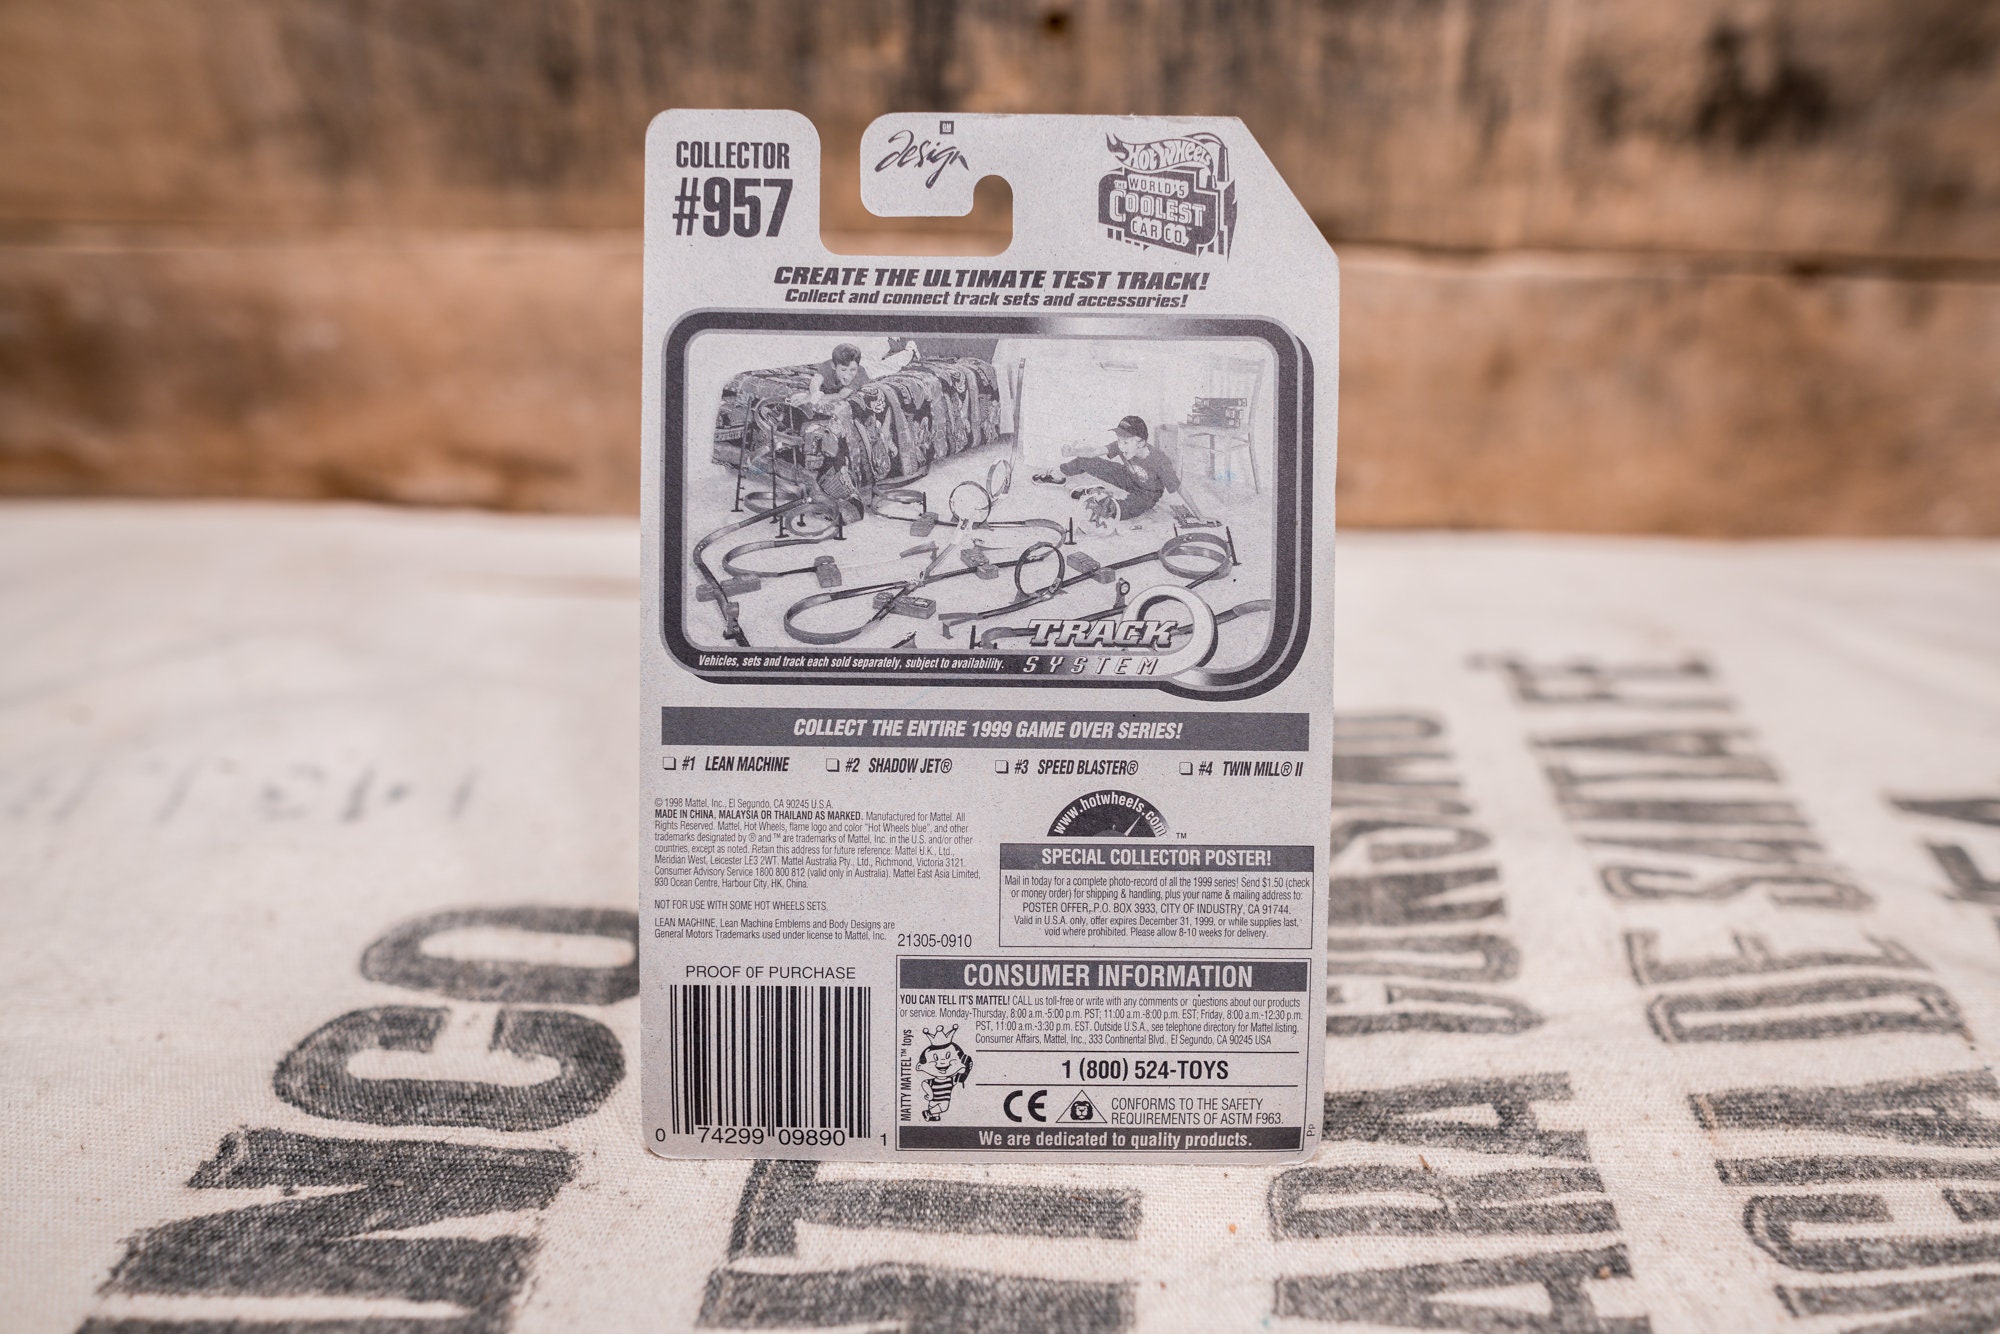 COLLECTOR
#957
GM
design
HOT WHEELS
THE WORLD'S
COOLEST
CAR CO.
CREATE THE ULTIMATE TEST TRACK!
Collect and connect track sets and accessories!
TRACK
SYSTEM
Vehicles, sets and track each sold separately, subject to availability.
COLLECT THE ENTIRE 1999 GAME OVER SERIES!
❏ #1 LEAN MACHINE ❏ #2 SHADOW JET® ❏ #3 SPEED BLASTER® ❏ #4 TWIN MILL® II
© 1998 Mattel, Inc., El Segundo, CA 90245 U.S.A.
MADE IN CHINA, MALAYSIA OR THAILAND AS MARKED. Manufactured for Mattel. All
Rights Reserved. Mattel, Hot Wheels, flame logo and color "Hot Wheels blue", and other
trademarks designated by ® and ™ are trademarks of Mattel, Inc. in the U.S. and/or other
countries, except as noted. Retain this address for future reference: Mattel U.K., Ltd.,
Meridian West, Leicester LE3 2WT. Mattel Australia Pty., Ltd., Richmond, Victoria 3121.
Consumer Advisory Service 1800 800 812 (valid only in Australia). Mattel East Asia Limited,
930 Ocean Centre, Harbour City, HK, China.
NOT FOR USE WITH SOME HOT WHEELS SETS.
LEAN MACHINE, Lean Machine Emblems and Body Designs are
General Motors Trademarks used under license to Mattel, Inc.
21305-0910
www.hotwheels.com
™
SPECIAL COLLECTOR POSTER!
Mail in today for a complete photo-record of all the 1999 series! Send $1.50 (check
or money order) for shipping & handling, plus your name & mailing address to:
POSTER OFFER, P.O. BOX 3933, CITY OF INDUSTRY, CA 91744.
Valid in U.S.A. only, offer expires December 31, 1999, or while supplies last,
void where prohibited. Please allow 8-10 weeks for delivery.
PROOF OF PURCHASE
0 74299 09890 1
CONSUMER INFORMATION
YOU CAN TELL IT'S MATTEL! CALL us toll-free or write with any comments or questions about our products
or service. Monday-Thursday, 8:00 a.m.-5:00 p.m. PST; 11:00 a.m.-8:00 p.m. EST; Friday, 8:00 a.m.-12:30 p.m.
PST, 11:00 a.m.-3:30 p.m. EST. Outside U.S.A., see telephone directory for Mattel listing.
Consumer Affairs, Mattel, Inc., 333 Continental Blvd., El Segundo, CA 90245 USA
MATTY MATTEL™ toys
1 (800) 524-TOYS
CE
CONFORMS TO THE SAFETY
REQUIREMENTS OF ASTM F963.
We are dedicated to quality products.
Pp